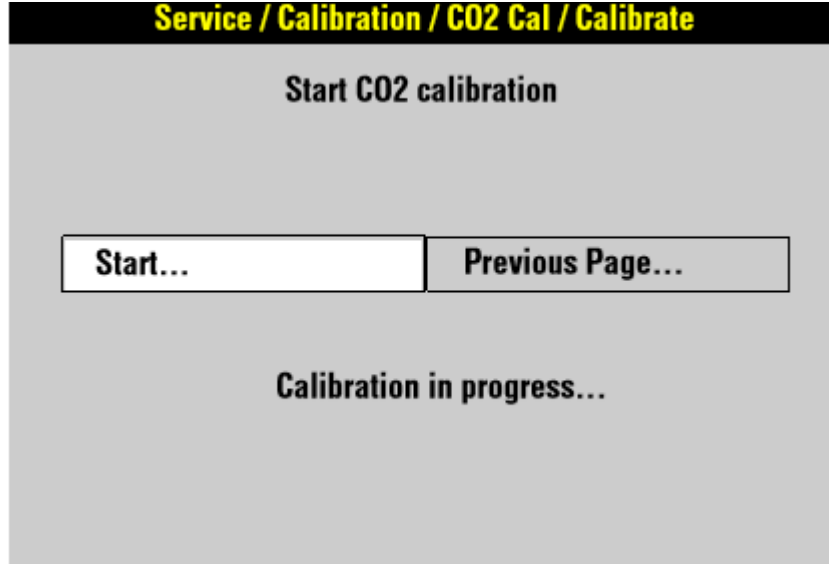 Service / Calibration / CO2 Cal / Calibrate
Start CO2 calibration
Start...
Previous Page...
Calibration in progress...